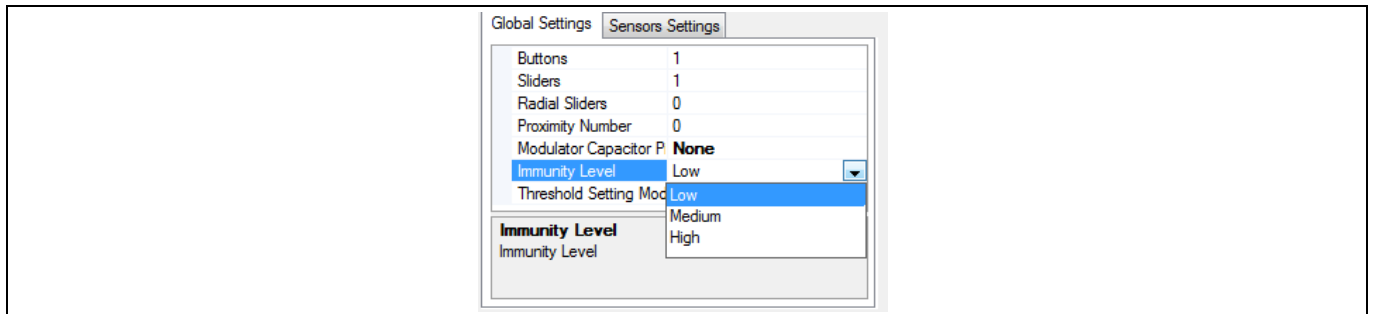 Global Settings Sensors Settings
Buttons 1
Sliders 1
Radial Sliders 0
Proximity Number 0
Modulator Capacitor P None
Immunity Level Low
Threshold Setting Mod Low
Medium
Immunity Level
High
Immunity Level